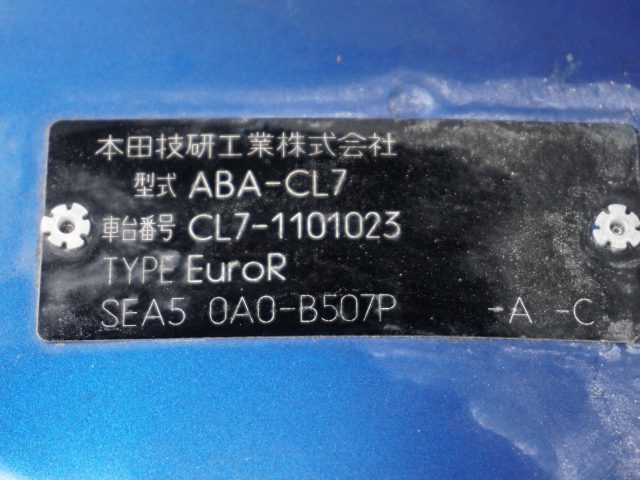 本田技研工業株式会社
型式 ABA-CL7
車台番号 CL7-1101023
TYPE EuroR
SEA5 0A0-B507P -A -C